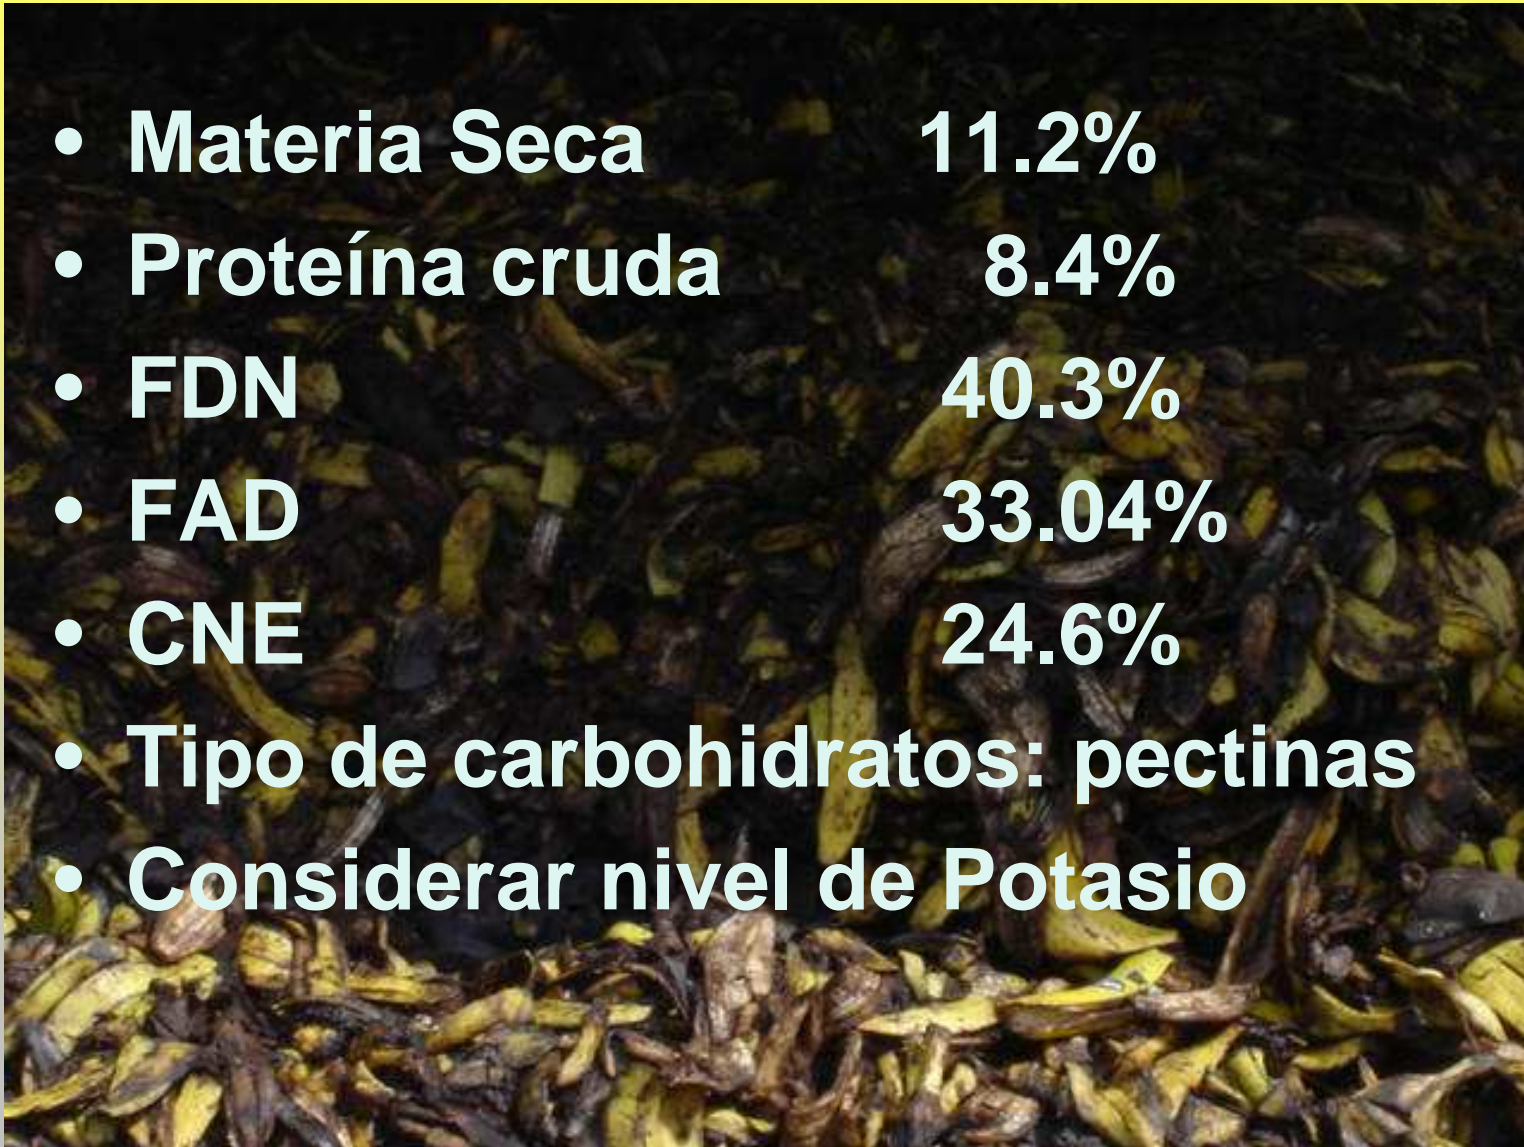 • Materia Seca 11.2%
• Proteína cruda 8.4%
• FDN 40.3%
• FAD 33.04%
• CNE 24.6%
• Tipo de carbohidratos: pectinas
• Considerar nivel de Potasio